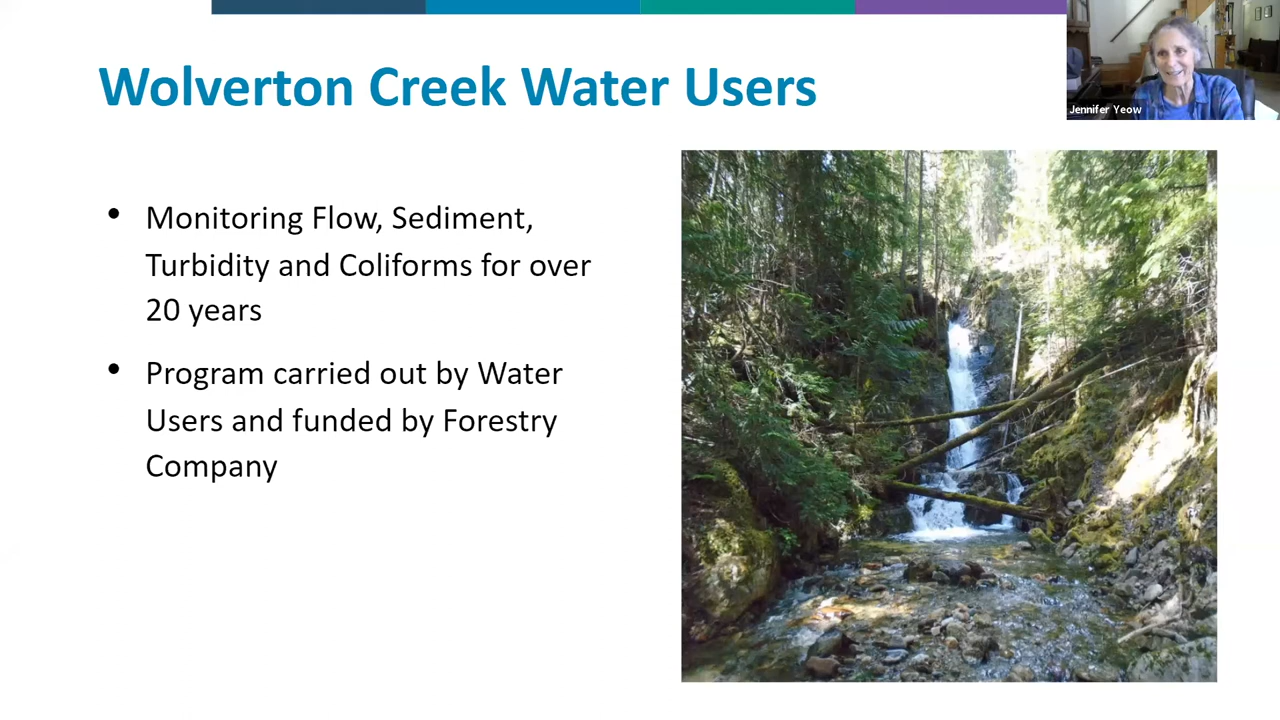 Wolverton Creek Water Users
Jennifer Yeow
• Monitoring Flow, Sediment,
Turbidity and Coliforms for over
20 years
• Program carried out by Water
Users and funded by Forestry
Company